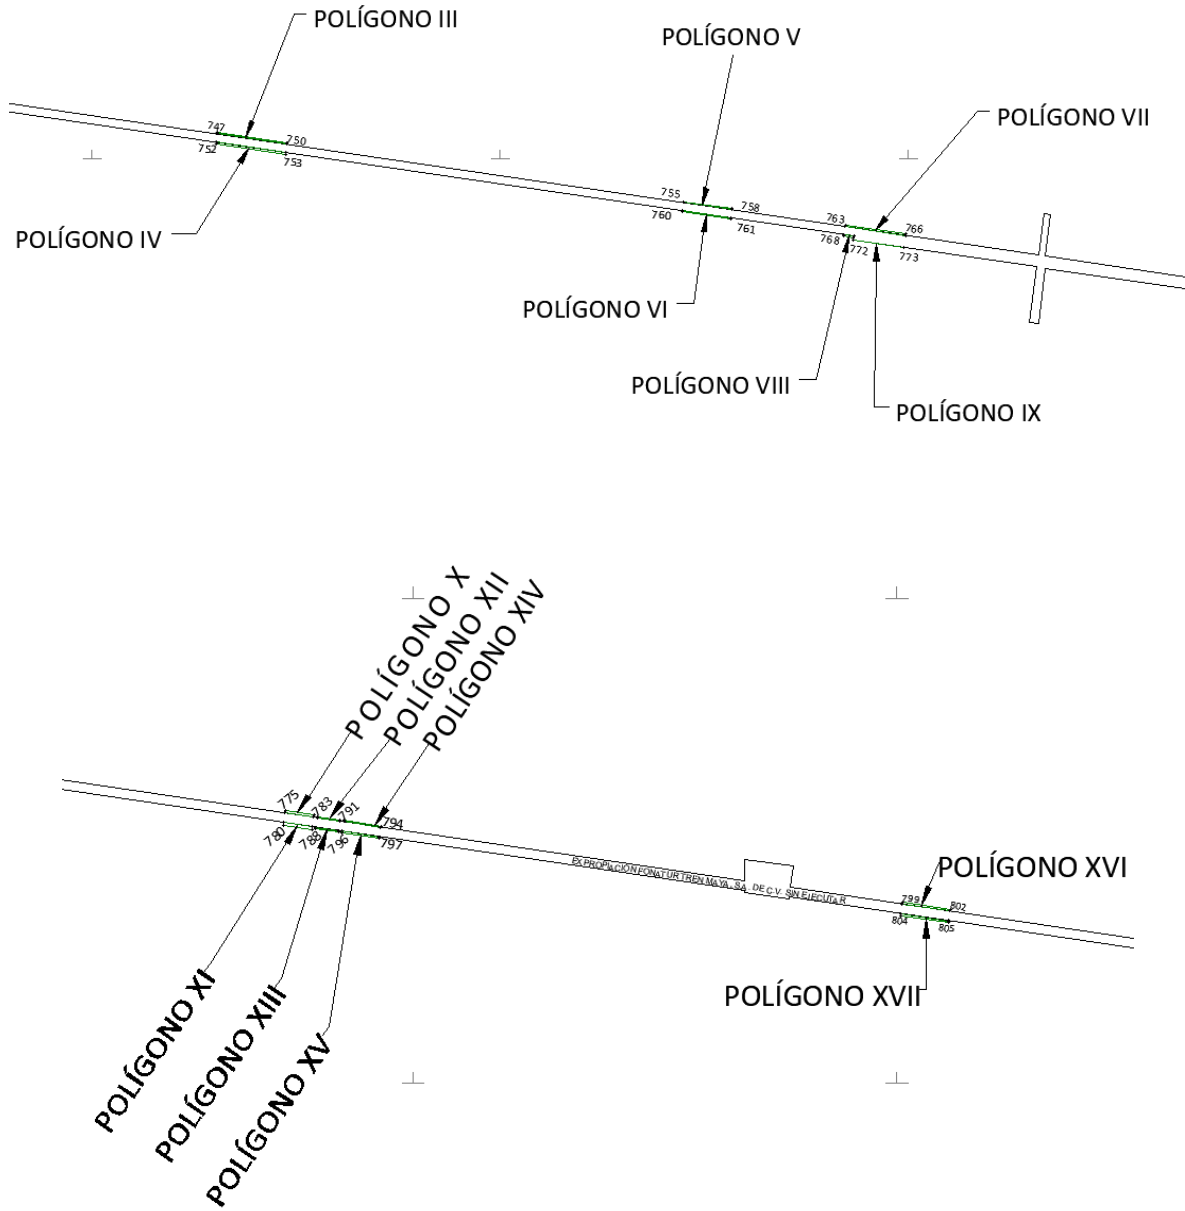 POLÍGONO III
POLÍGONO V
POLÍGONO VII
747
750
752
753
755
758
760
761
763
766
768
772
773
POLÍGONO IV
POLÍGONO VI
POLÍGONO VIII
POLÍGONO IX
POLÍGONO X
POLÍGONO XII
POLÍGONO XIV
775
783
791
794
780
788
796
797
EXPROPIACIÓN FONATUR TREN MAYA, S.A. DE C.V. SIN EJECUTAR
POLÍGONO XVI
799
802
804
805
POLÍGONO XVII
POLÍGONO XI
POLÍGONO XIII
POLÍGONO XV